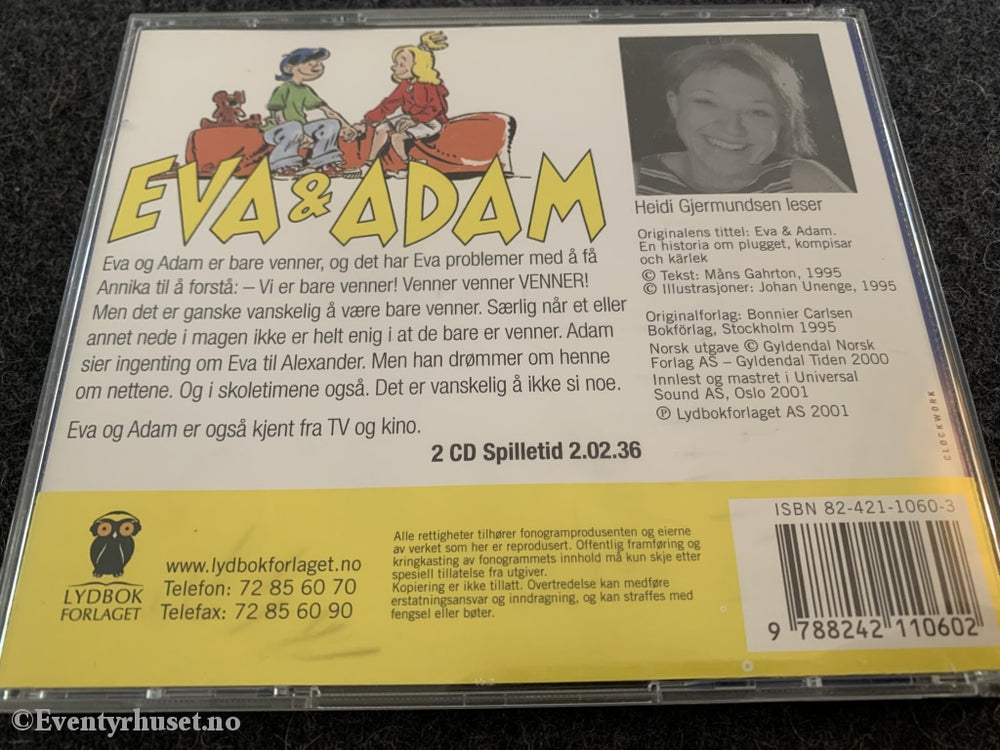 EVA & ADAM
Eva og Adam er bare venner, og det har Eva problemer med å få
Annika til å forstå: – Vi er bare venner! Venner venner VENNER!
Men det er ganske vanskelig å være bare venner. Særlig når et eller
annet nede i magen ikke er helt enig i at de bare er venner. Adam
sier ingenting om Eva til Alexander. Men han drømmer om henne
om nettene. Og i skoletimene også. Det er vanskelig å ikke si noe.
Eva og Adam er også kjent fra TV og kino.
2 CD Spilletid 2.02.36
Heidi Gjermundsen leser
Originalens tittel: Eva & Adam.
En historia om plugget, kompisar
och kärlek
© Tekst: Måns Gahrton, 1995
© Illustrasjoner: Johan Unenge, 1995
Originalforlag: Bonnier Carlsen
Bokförlag, Stockholm 1995
Norsk utgave © Gyldendal Norsk
Forlag AS – Gyldendal Tiden 2000
Innlest og mastret i Universal
Sound AS, Oslo 2001
℗ Lydbokforlaget AS 2001
CLOCKWORK
LYDBOK
FORLAGET
www.lydbokforlaget.no
Telefon: 72 85 60 70
Telefax: 72 85 60 90
Alle rettigheter tilhører fonogramprodusenten og eierne
av verket som her er reprodusert. Offentlig framføring og
kringkasting av fonogrammets innhold må kun skje etter
spesiell tillatelse fra utgiver.
Kopiering er ikke tillatt. Overtredelse kan medføre
erstatningsansvar og inndragning, og kan straffes med
fengsel eller bøter.
ISBN 82-421-1060-3
9 788242 110602
©Eventyrhuset.no